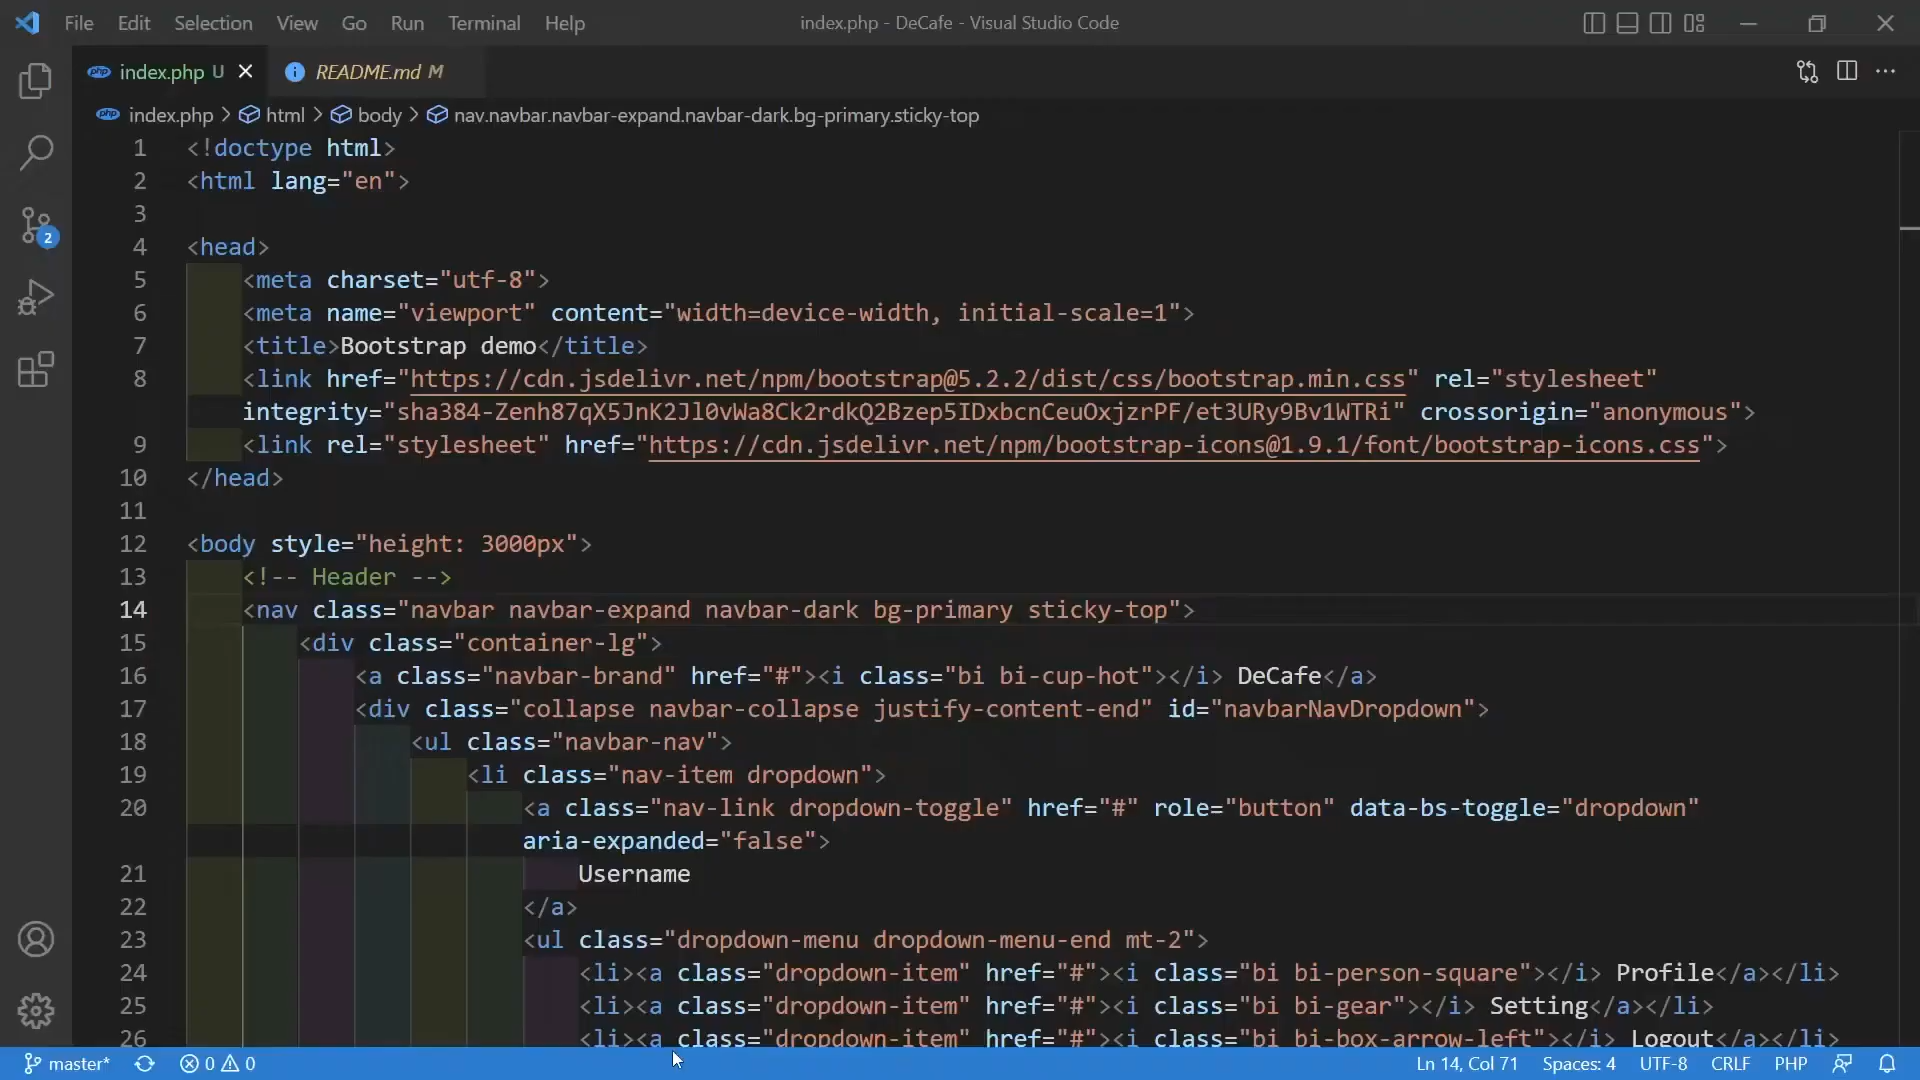 File Edit Selection View Go Run Terminal Help index.php - DeCafe - Visual Studio Code
index.php U README.md M
index.php > html > body > nav.navbar.navbar-expand.navbar-dark.bg-primary.sticky-top
1 <!doctype html>
2 <html lang="en">
3
4 <head>
5 <meta charset="utf-8">
6 <meta name="viewport" content="width=device-width, initial-scale=1">
7 <title>Bootstrap demo</title>
8 <link href="https://cdn.jsdelivr.net/npm/bootstrap@5.2.2/dist/css/bootstrap.min.css" rel="stylesheet"
integrity="sha384-Zenh87qX5JnK2Jl0vWa8Ck2rdkQ2Bzep5IDxbcnCeuOxjzrPF/et3URy9Bv1WTRi" crossorigin="anonymous">
9 <link rel="stylesheet" href="https://cdn.jsdelivr.net/npm/bootstrap-icons@1.9.1/font/bootstrap-icons.css">
10 </head>
11
12 <body style="height: 3000px">
13 <!-- Header -->
14 <nav class="navbar navbar-expand navbar-dark bg-primary sticky-top">
15 <div class="container-lg">
16 <a class="navbar-brand" href="#"><i class="bi bi-cup-hot"></i> DeCafe</a>
17 <div class="collapse navbar-collapse justify-content-end" id="navbarNavDropdown">
18 <ul class="navbar-nav">
19 <li class="nav-item dropdown">
20 <a class="nav-link dropdown-toggle" href="#" role="button" data-bs-toggle="dropdown"
aria-expanded="false">
21 Username
22 </a>
23 <ul class="dropdown-menu dropdown-menu-end mt-2">
24 <li><a class="dropdown-item" href="#"><i class="bi bi-person-square"></i> Profile</a></li>
25 <li><a class="dropdown-item" href="#"><i class="bi bi-gear"></i> Setting</a></li>
26 <li><a class="dropdown-item" href="#"><i class="bi bi-box-arrow-left"></i> Logout</a></li>
2
master* 0 0 Ln 14, Col 71 Spaces: 4 UTF-8 CRLF PHP